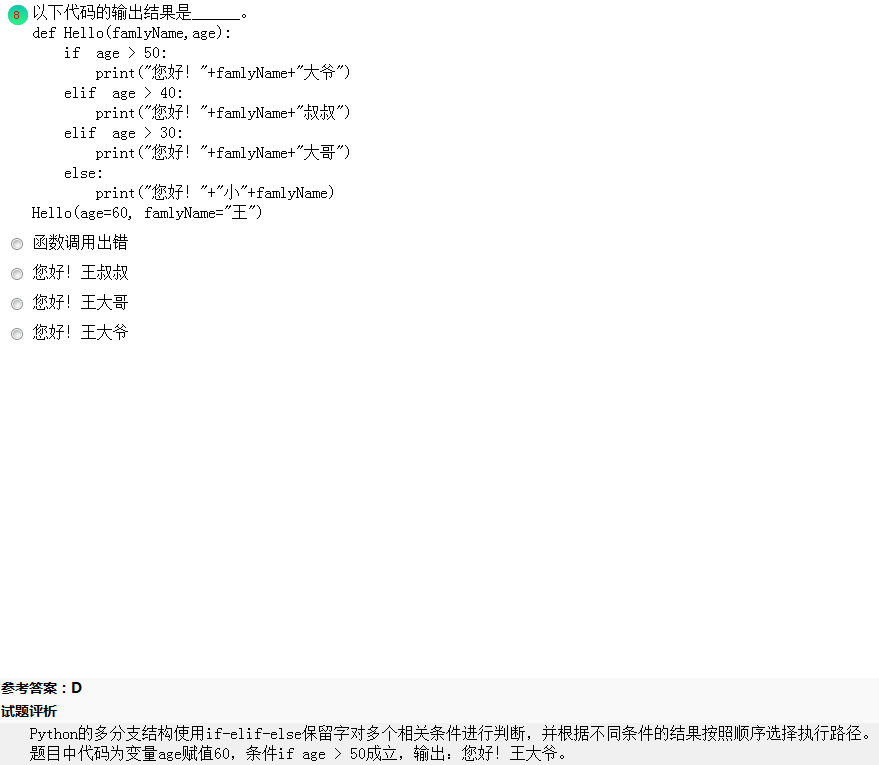 8 以下代码的输出结果是______。
def Hello(famlyName,age):
    if  age > 50:
        print("您好！"+famlyName+"大爷")
    elif  age > 40:
        print("您好！"+famlyName+"叔叔")
    elif  age > 30:
        print("您好！"+famlyName+"大哥")
    else:
        print("您好！"+"小"+famlyName)
Hello(age=60, famlyName="王")
函数调用出错
您好！王叔叔
您好！王大哥
您好！王大爷
参考答案：D
试题评析
Python的多分支结构使用if-elif-else保留字对多个相关条件进行判断，并根据不同条件的结果按照顺序选择执行路径。
题目中代码为变量age赋值60，条件if age > 50成立，输出：您好！王大爷。